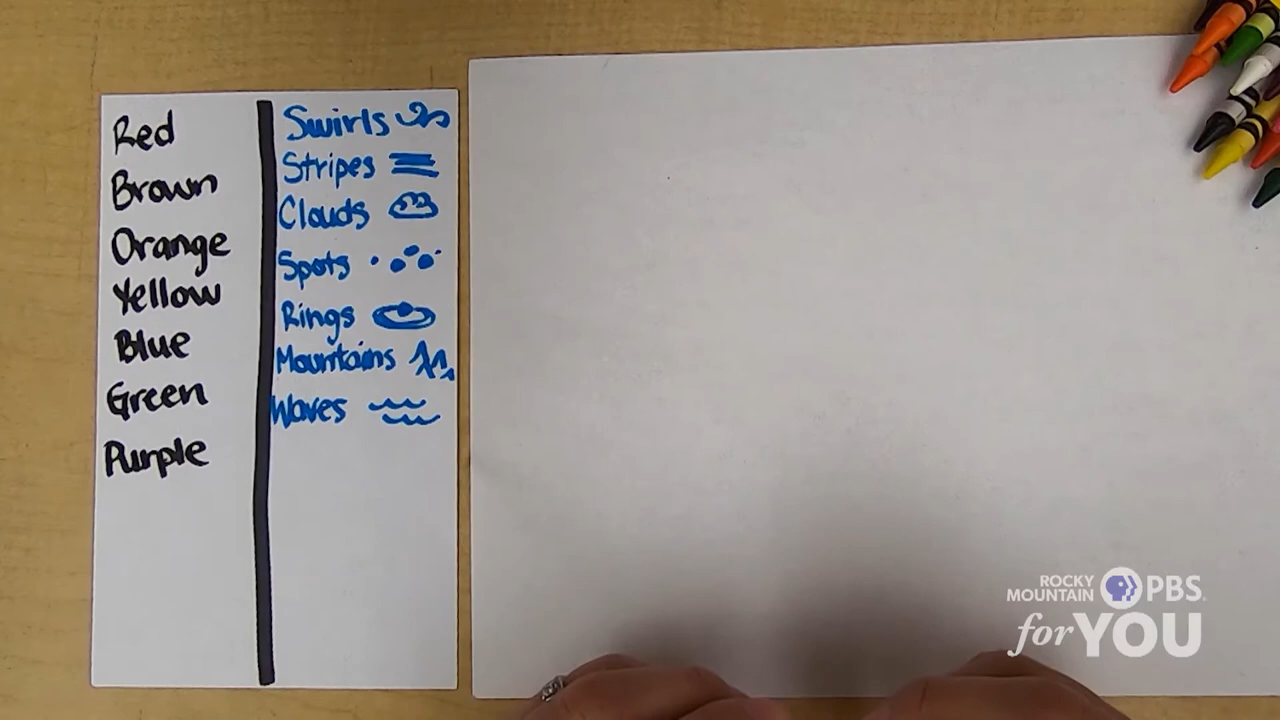 Red
Brown
Orange
Yellow
Blue
Green
Purple
Swirls
Stripes
Clouds
Spots
Rings
Mountains
Waves
ROCKY
MOUNTAIN PBS
for YOU